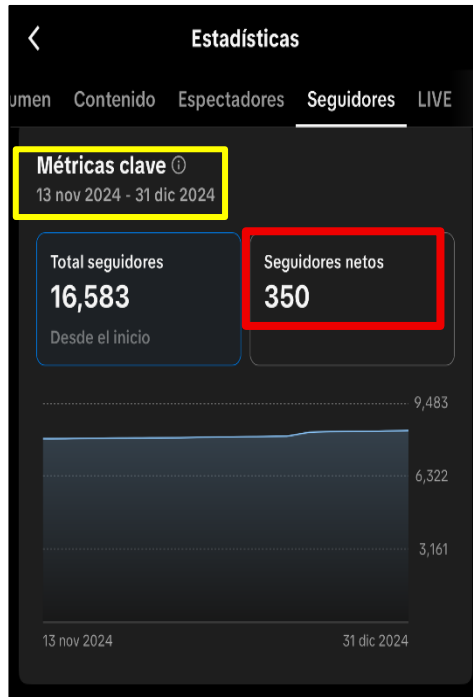 Estadísticas
umen Contenido Espectadores Seguidores LIVE
Métricas clave
13 nov 2024 - 31 dic 2024
Total seguidores
16,583
Desde el inicio
Seguidores netos
350
9,483
6,322
3,161
13 nov 2024 31 dic 2024